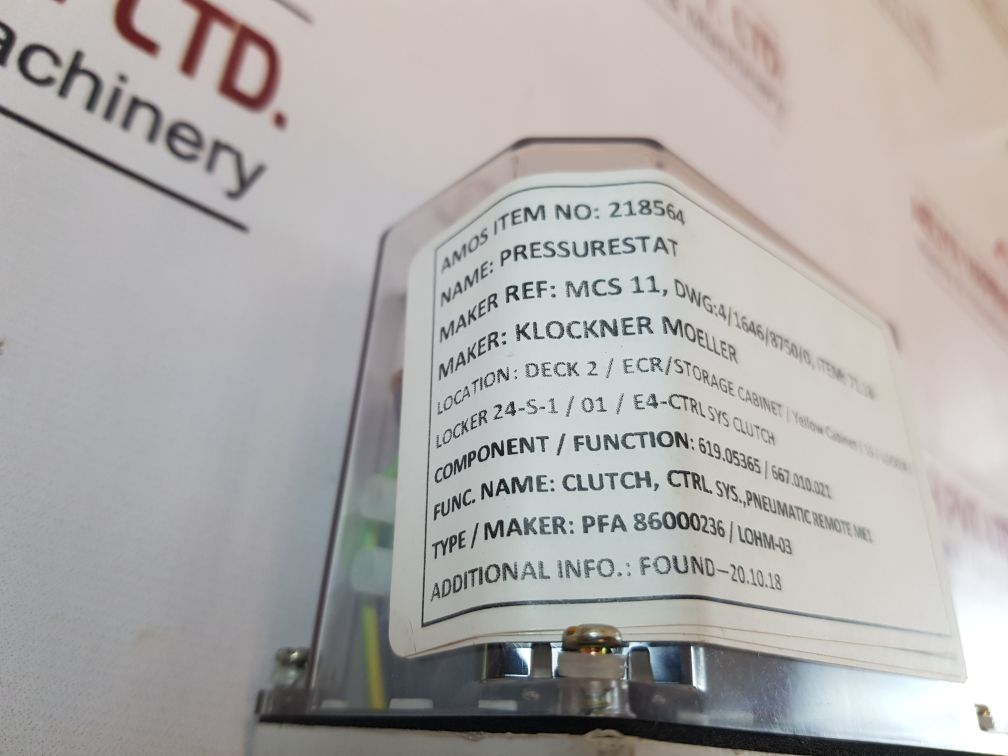 LTD.
achinery
AMOS ITEM NO: 218564
NAME: PRESSURESTAT
MAKER REF: MCS 11, DWG:4/1646/8750/0, ITEM:
MAKER: KLOCKNER MOELLER
LOCATION: DECK 2 / ECR/STORAGE CABINET / Yellow Cabinet /
LOCKER 24-S-1 / 01 / E4-CTRL SYS CLUTCH
COMPONENT / FUNCTION: 619.05365 / 667.010.021
FUNC. NAME: CLUTCH, CTRL. SYS.,PNEUMATIC REMOTE ME1
TYPE / MAKER: PFA 86000236 / LOHM-03
ADDITIONAL INFO.: FOUND–20.10.18